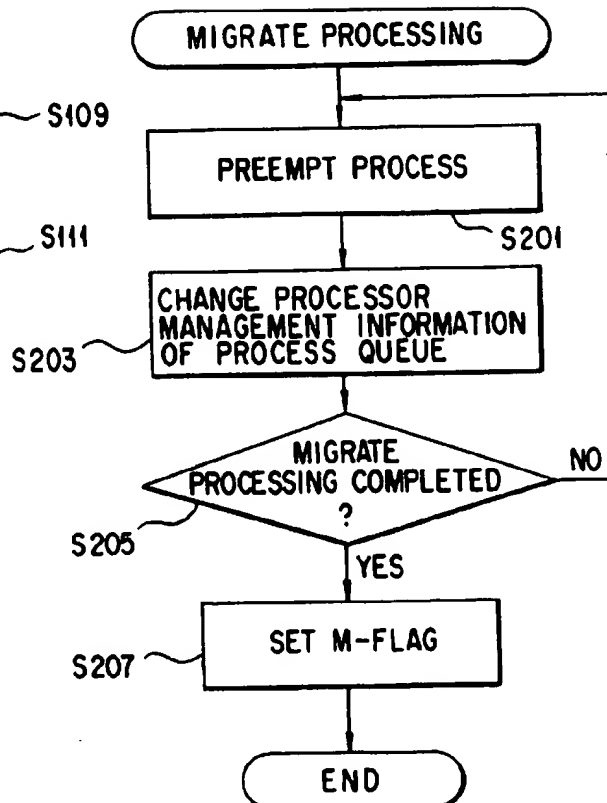 MIGRATE PROCESSING
S109
PREEMPT PROCESS
S201
S111
CHANGE PROCESSOR
MANAGEMENT INFORMATION
OF PROCESS QUEUE
S203
MIGRATE
PROCESSING COMPLETED
?
NO
S205
YES
SET M-FLAG
S207
END